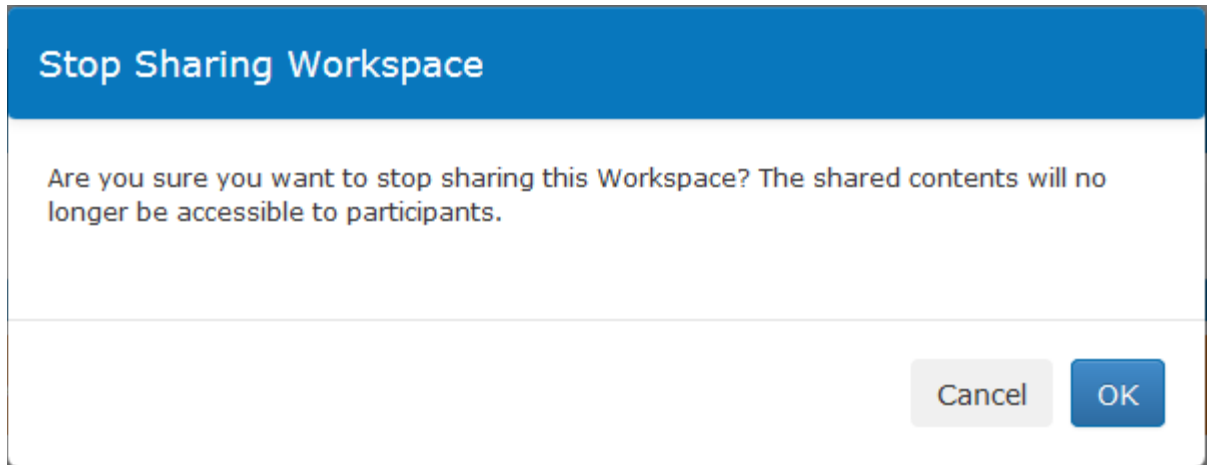 Stop Sharing Workspace
Are you sure you want to stop sharing this Workspace? The shared contents will no
longer be accessible to participants.
Cancel
OK